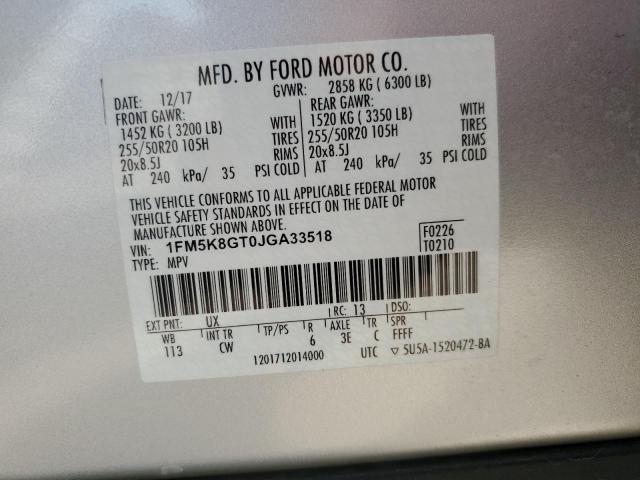 MFD. BY FORD MOTOR CO.
DATE: 12/17 GVWR: 2858 KG ( 6300 LB)
FRONT GAWR: REAR GAWR:
1452 KG ( 3200 LB) WITH 1520 KG ( 3350 LB) WITH
255/50R20 105H TIRES 255/50R20 105H TIRES
20x8.5J RIMS 20x8.5J RIMS
AT 240 kPa/ 35 PSI COLD AT 240 kPa/ 35 PSI COLD
THIS VEHICLE CONFORMS TO ALL APPLICABLE FEDERAL MOTOR
VEHICLE SAFETY STANDARDS IN EFFECT ON THE DATE OF
MANUFACTURE SHOWN ABOVE.
VIN: 1FM5K8GT0JGA33518 F0226
TYPE: MPV T0210
EXT PNT: UX RC: 13 DSO:
WB INT TR TP/PS R AXLE TR SPR
113 CW 6 3E C FFFF
1201712014000 UTC 5U5A-1520472-BA